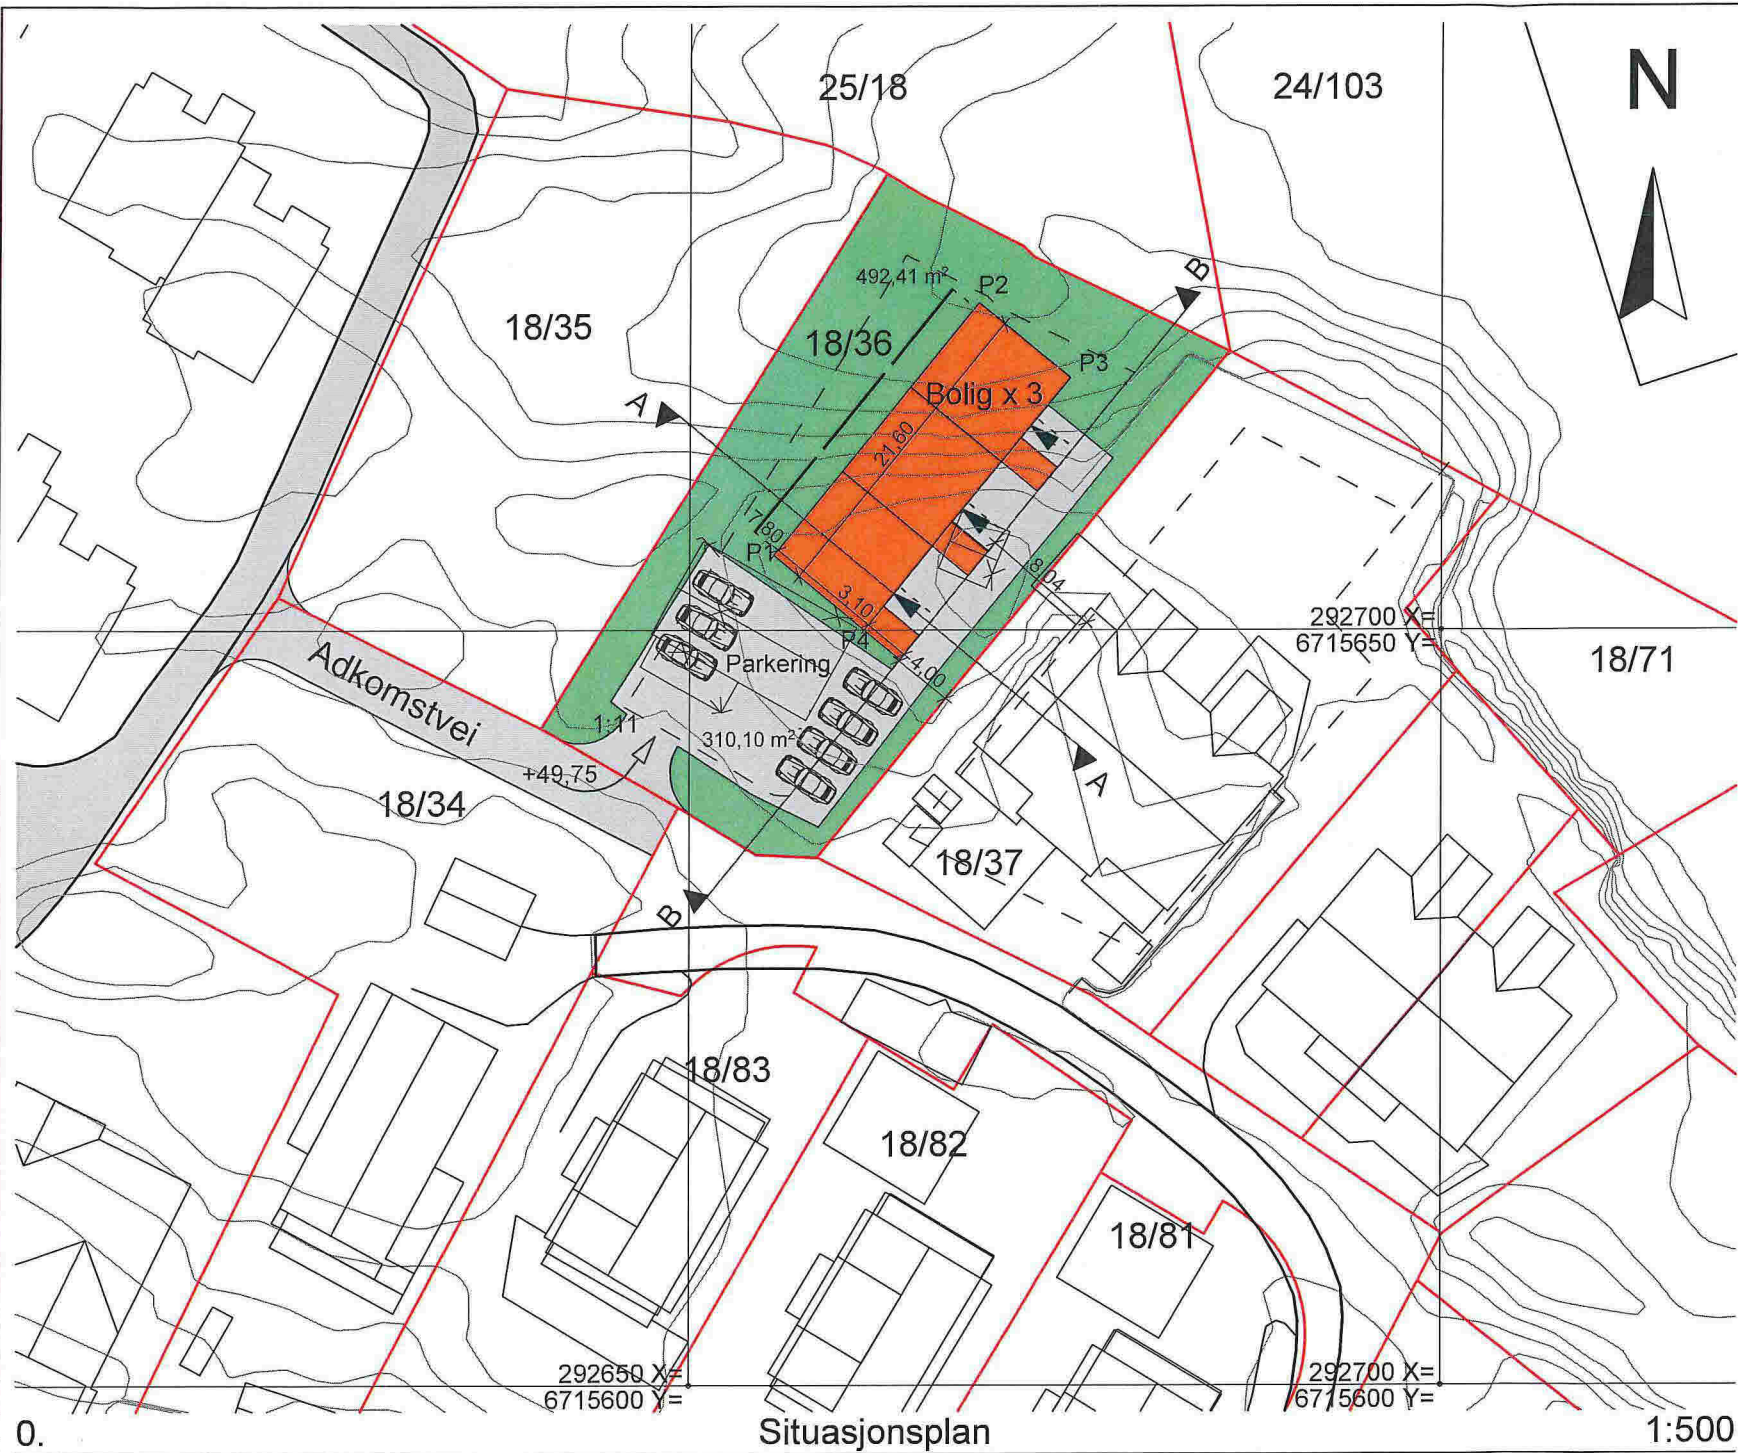 25/18
24/103
N
492,41 m²
P2
B
18/35
18/36
P3
Bolig x 3
A
21,60
7,80
P1
8,04
3,10
292700 X=
6715650 Y=
P4
4,00
18/71
Parkering
Adkomstvei
1:11
310,10 m²
+49,75
A
18/34
18/37
B
18/83
18/82
18/81
292650 X=
6715600 Y=
292700 X=
6715600 Y=
0.
Situasjonsplan
1:500